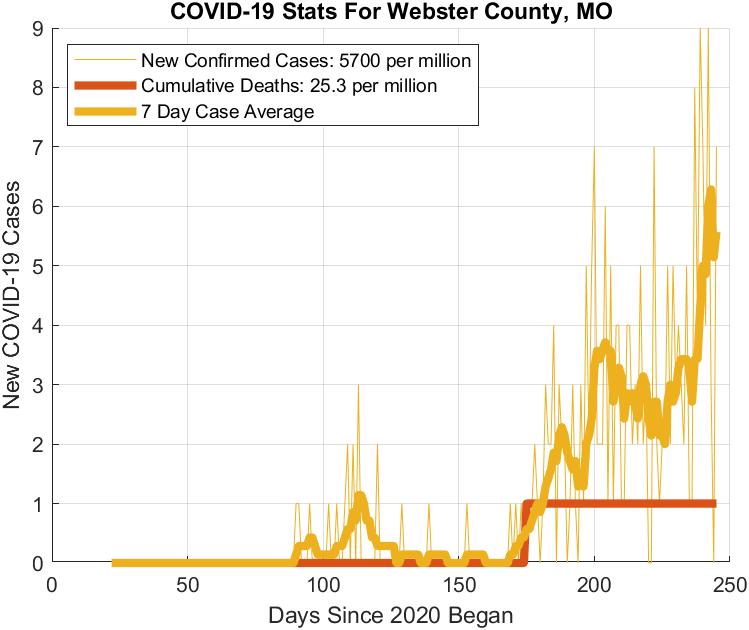 COVID-19 Stats For Webster County, MO
New Confirmed Cases: 5700 per million
Cumulative Deaths: 25.3 per million
7 Day Case Average
New COVID-19 Cases
9
8
7
6
5
4
3
2
1
0
0 50 100 150 200 250
Days Since 2020 Began